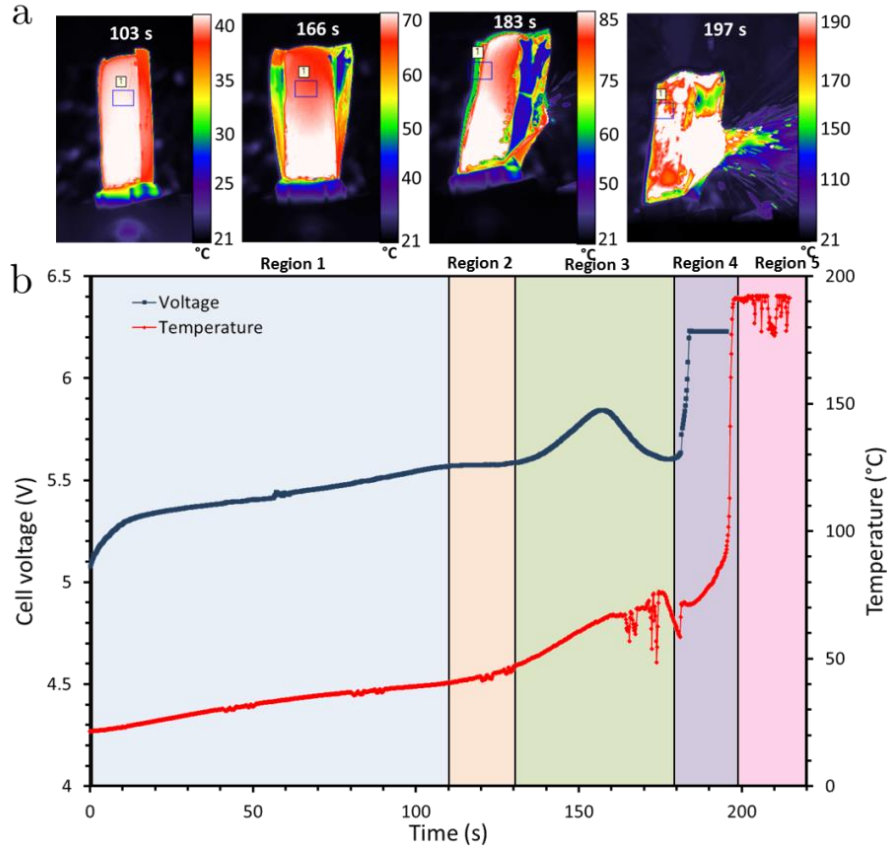 a
103 s
166 s
183 s
197 s
40
35
30
25
21
°C
70
60
50
40
30
21
°C
85
75
60
50
21
°C
190
170
150
130
110
21
°C
b
Region 1
Region 2
Region 3
Region 4
Region 5
Voltage
Temperature
6.5
6
5.5
5
4.5
4
Cell voltage (V)
200
150
100
50
0
Temperature (°C)
0
50
100
150
200
Time (s)